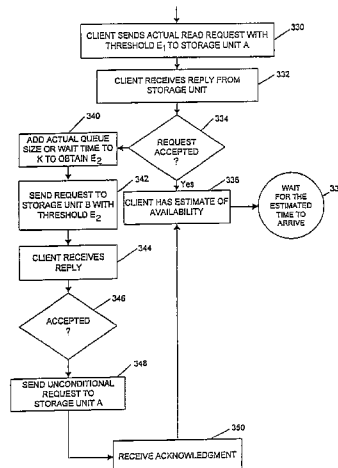 330
CLIENT SENDS ACTUAL READ REQUEST WITH
THRESHOLD E1 TO STORAGE UNIT A
332
CLIENT RECEIVES REPLY FROM
STORAGE UNIT
340
334
ADD ACTUAL QUEUE
SIZE OR WAIT TIME TO
K TO OBTAIN E2
REQUEST
ACCEPTED
?
342
Yes
336
SEND REQUEST TO
STORAGE UNIT B WITH
THRESHOLD E2
CLIENT HAS ESTIMATE OF
AVAILABILITY
WAIT
FOR THE
ESTIMATED
TIME TO
ARRIVE
344
CLIENT RECEIVES
REPLY
346
ACCEPTED
?
348
SEND UNCONDITIONAL
REQUEST TO
STORAGE UNIT A
350
RECEIVE ACKNOWLEDGMENT